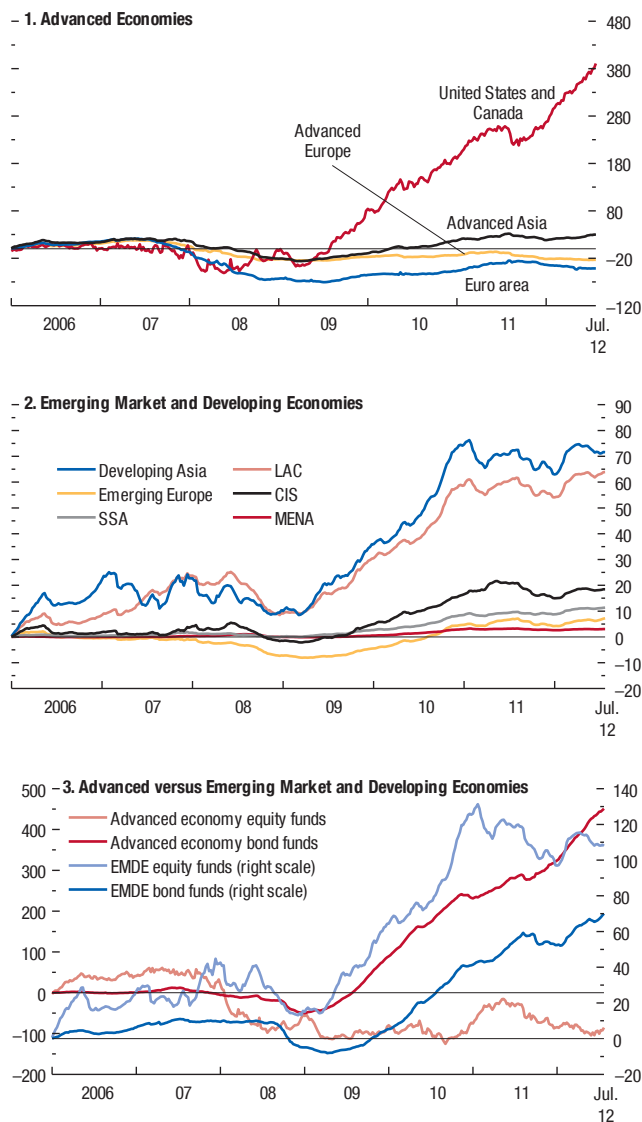 1. Advanced Economies
480
380
280
180
80
–20
–120
United States and
Canada
Advanced
Europe
Advanced Asia
Euro area
2006 07 08 09 10 11 Jul.
12
2. Emerging Market and Developing Economies
90
80
70
60
50
40
30
20
10
0
–10
–20
Developing Asia LAC
Emerging Europe CIS
SSA MENA
2006 07 08 09 10 11 Jul.
12
3. Advanced versus Emerging Market and Developing Economies
500
400
300
200
100
0
–100
–200
140
120
100
80
60
40
20
0
–20
Advanced economy equity funds
Advanced economy bond funds
EMDE equity funds (right scale)
EMDE bond funds (right scale)
2006 07 08 09 10 11 Jul.
12